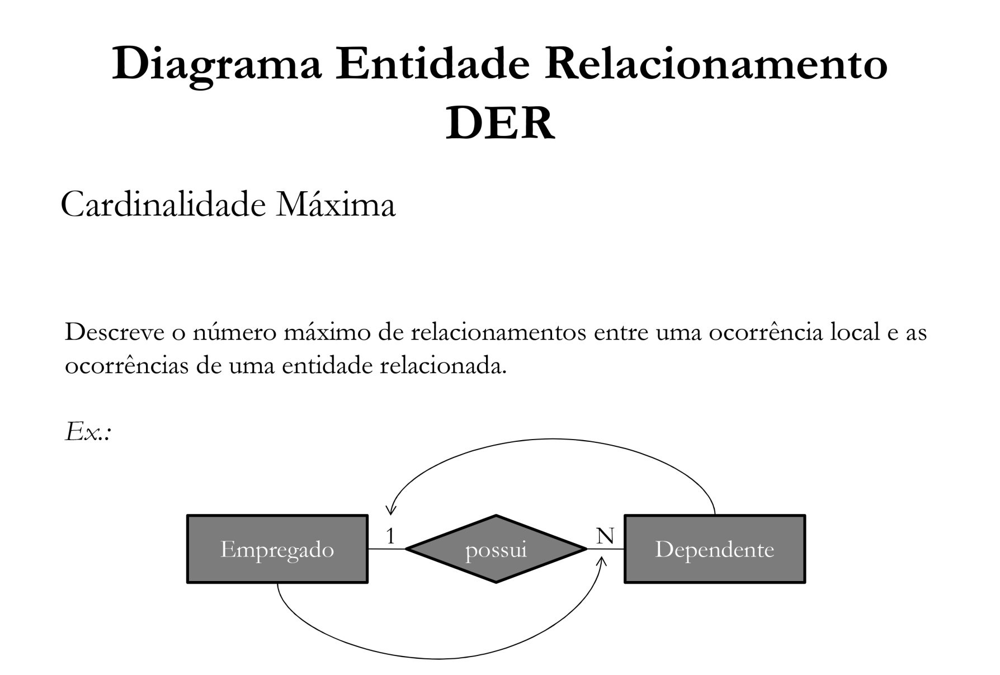 Diagrama Entidade Relacionamento
DER
Cardinalidade Máxima
Descreve o número máximo de relacionamentos entre uma ocorrência local e as
ocorrências de uma entidade relacionada.
Ex.:
Empregado 1 possui N Dependente